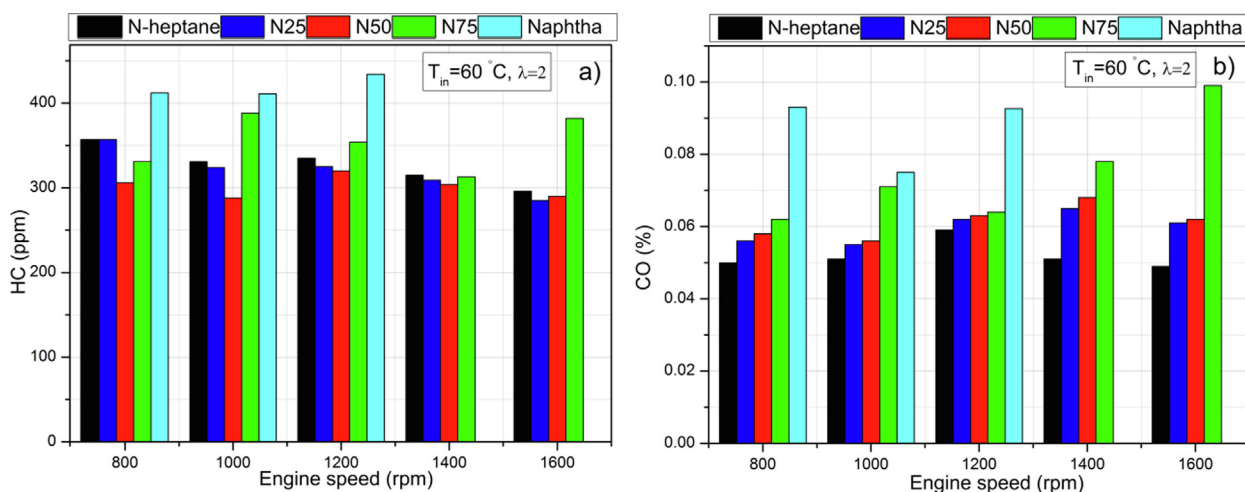 N-heptane N25 N50 N75 Naphtha
T_in=60 °C, λ=2
a)
HC (ppm)
400
300
200
100
0
800 1000 1200 1400 1600
Engine speed (rpm)
N-heptane N25 N50 N75 Naphtha
T_in=60 °C, λ=2
b)
CO (%)
0.10
0.08
0.06
0.04
0.02
0.00
800 1000 1200 1400 1600
Engine speed (rpm)